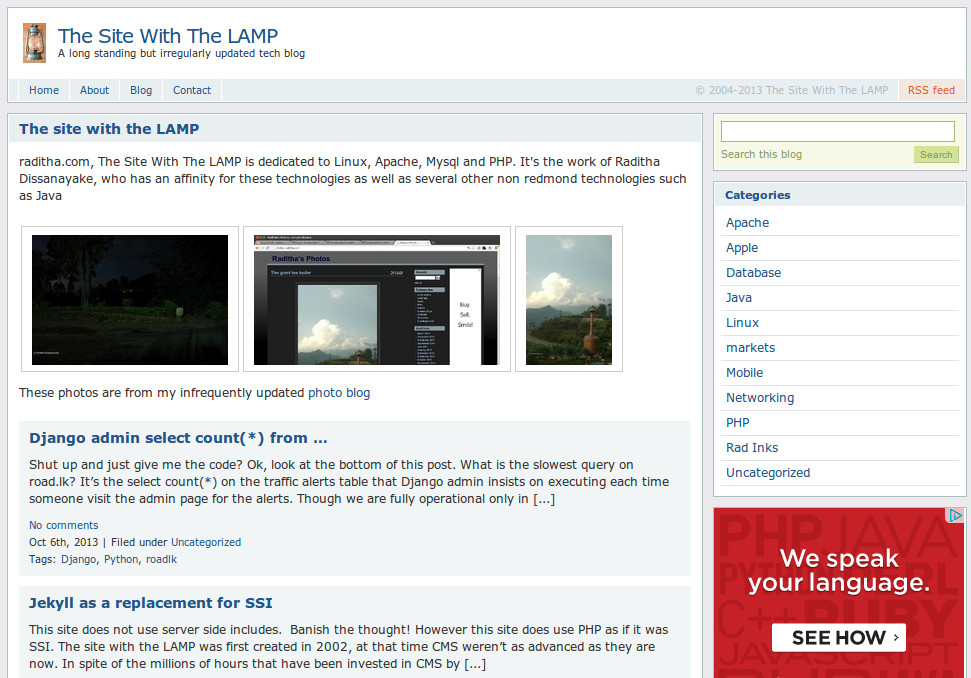 The Site With The LAMP
A long standing but irregularly updated tech blog
Home About Blog Contact
© 2004-2013 The Site With The LAMP RSS feed
The site with the LAMP
raditha.com, The Site With The LAMP is dedicated to Linux, Apache, Mysql and PHP. It's the work of Raditha
Dissanayake, who has an affinity for these technologies as well as several other non redmond technologies such
as Java
Raditha's Photos
The giant tea boiler
Buy.
Sell.
Smile!
These photos are from my infrequently updated photo blog
Django admin select count(*) from ...
Shut up and just give me the code? Ok, look at the bottom of this post. What is the slowest query on
road.lk? It’s the select count(*) on the traffic alerts table that Django admin insists on executing each time
someone visit the admin page for the alerts. Though we are fully operational only in [...]
No comments
Oct 6th, 2013 | Filed under Uncategorized
Tags: Django, Python, roadlk
Jekyll as a replacement for SSI
This site does not use server side includes.  Banish the thought! However this site does use PHP as if it was
SSI. The site with the LAMP was first created in 2002, at that time CMS weren’t as advanced as they are
now. In spite of the millions of hours that have been invested in CMS by [...]
Search this blog Search
Categories
Apache
Apple
Database
Java
Linux
markets
Mobile
Networking
PHP
Rad Inks
Uncategorized
PHP JAVA
We speak
your language.
C++ RUBY
SEE HOW ›
JAVASCRIPT